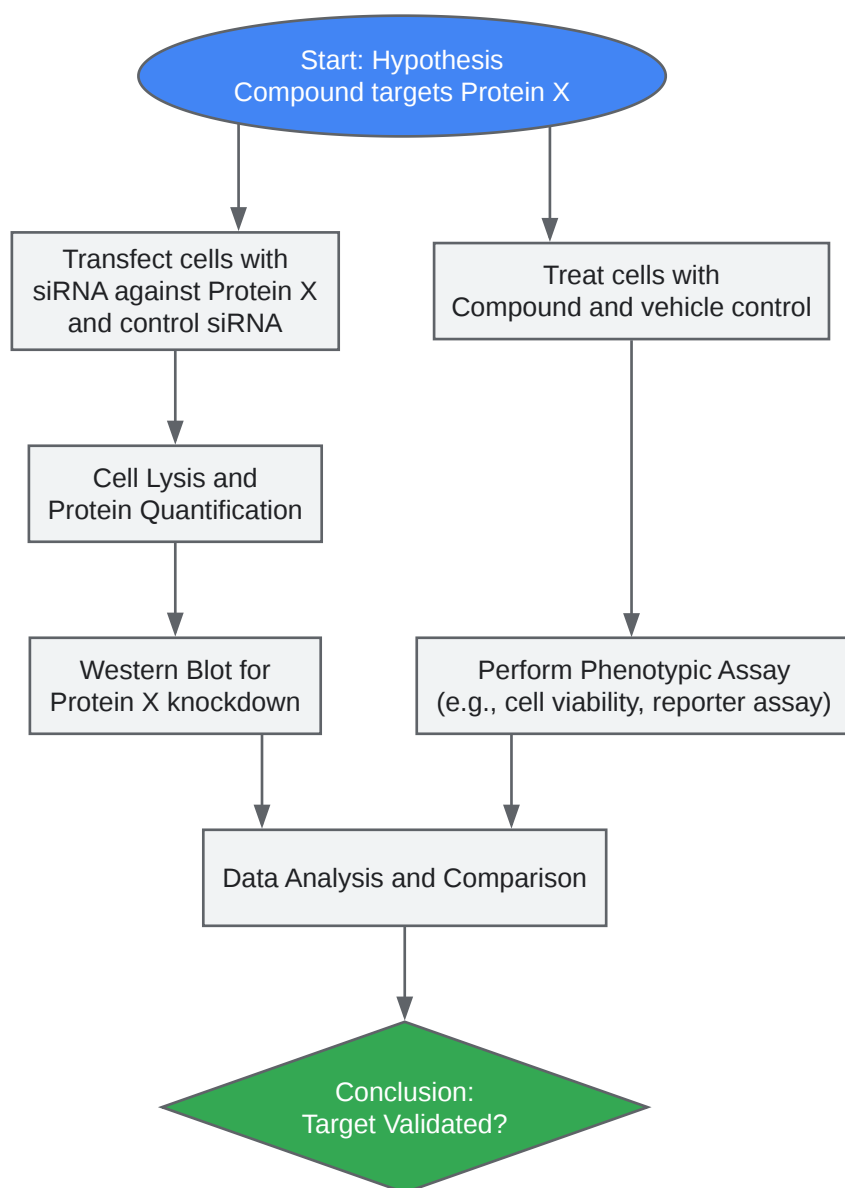 Start: Hypothesis
Compound targets Protein X
Transfect cells with
siRNA against Protein X
and control siRNA
Treat cells with
Compound and vehicle control
Cell Lysis and
Protein Quantification
Western Blot for
Protein X knockdown
Perform Phenotypic Assay
(e.g., cell viability, reporter assay)
Data Analysis and Comparison
Conclusion:
Target Validated?